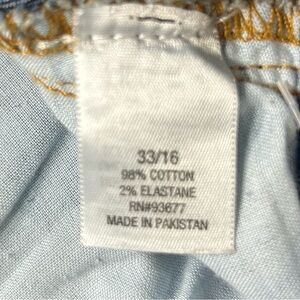 33/16
98% COTTON
2% ELASTANE
RN#93677
MADE IN PAKISTAN